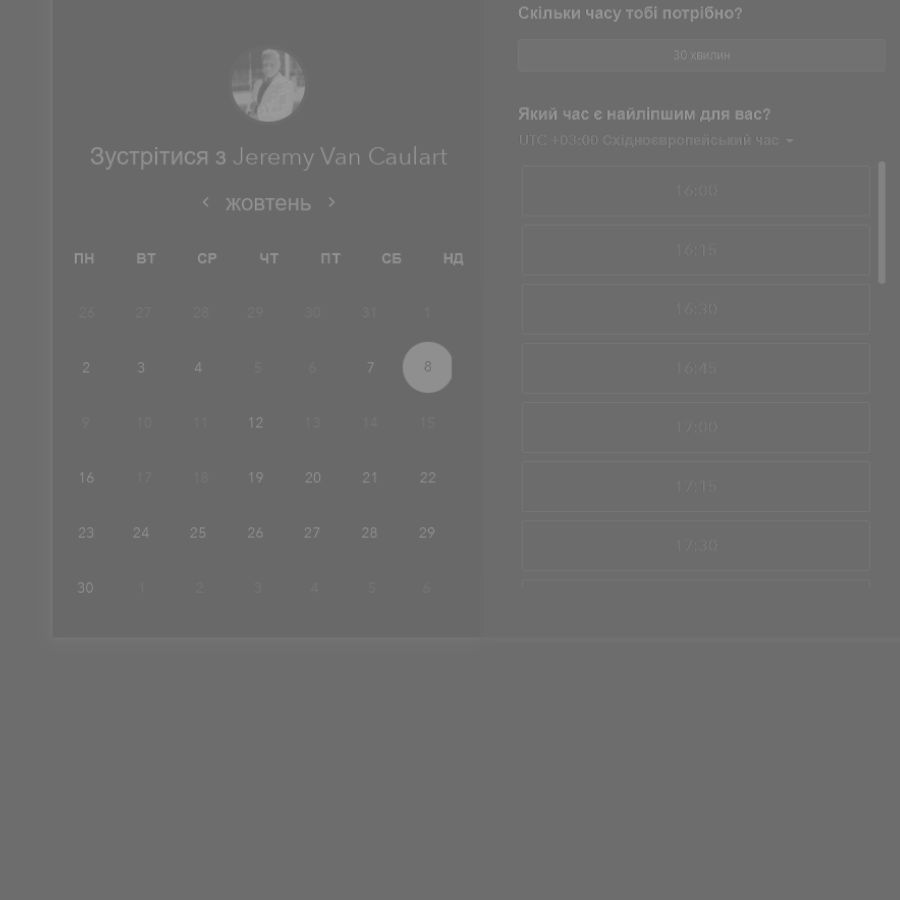 Зустрітися з Jeremy Van Caulart
жовтень
ПН ВТ СР ЧТ ПТ СБ НД
26 27 28 29 30 31 1
2 3 4 5 6 7 8
9 10 11 12 13 14 15
16 17 18 19 20 21 22
23 24 25 26 27 28 29
30 1 2 3 4 5 6
Скільки часу тобі потрібно?
30 хвилин
Який час є найліпшим для вас?
UTC +03:00 Східноєвропейський час
16:00
16:15
16:30
16:45
17:00
17:15
17:30